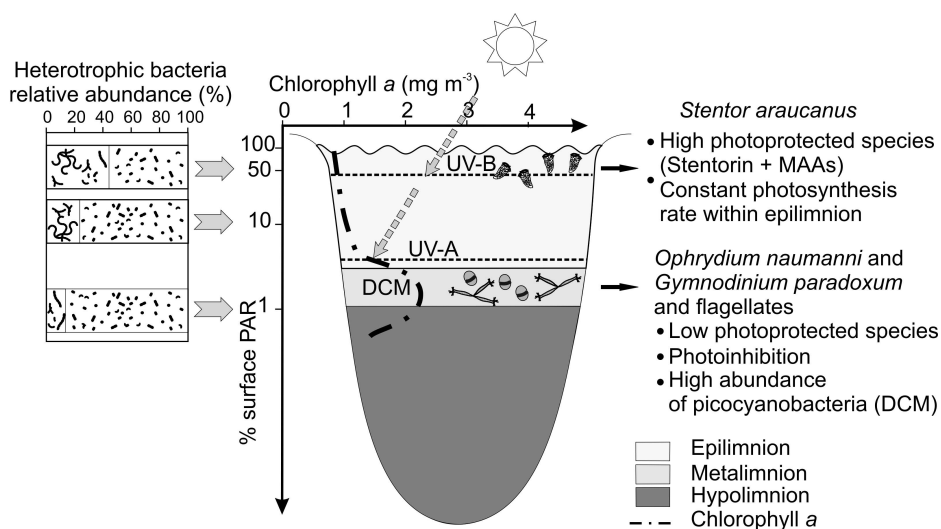 Heterotrophic bacteria
relative abundance (%)
0 20 40 60 80 100
Chlorophyll a (mg m⁻³)
0 1 2 3 4
100
50
10
1
% surface PAR
UV-B
UV-A
DCM
Stentor araucanus
• High photoprotected species
(Stentorin + MAAs)
• Constant photosynthesis
rate within epilimnion
Ophrydium naumanni and
Gymnodinium paradoxum
and flagellates
• Low photoprotected species
• Photoinhibition
• High abundance
of picocyanobacteria (DCM)
Epilimnion
Metalimnion
Hypolimnion
Chlorophyll a